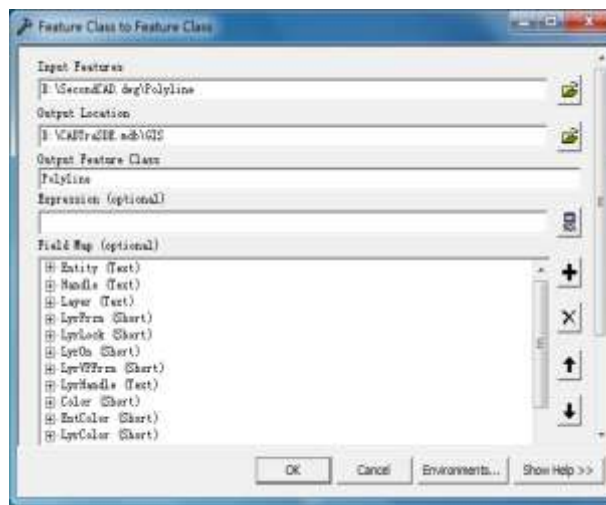 Feature Class to Feature Class
Input Features
I:\SecondCAD.dwg\Polyline
Output Location
I:\CADTraSDE.mdb\GIS
Output Feature Class
Polyline
Expression (optional)
Field Map (optional)
Entity (Text)
Handle (Text)
Layer (Text)
LyrFrzn (Short)
LyrLock (Short)
LyrOn (Short)
LyrVPFrzn (Short)
LyrHandle (Text)
Color (Short)
EntColor (Short)
LyrColor (Short)
OK Cancel Environments... Show Help >>